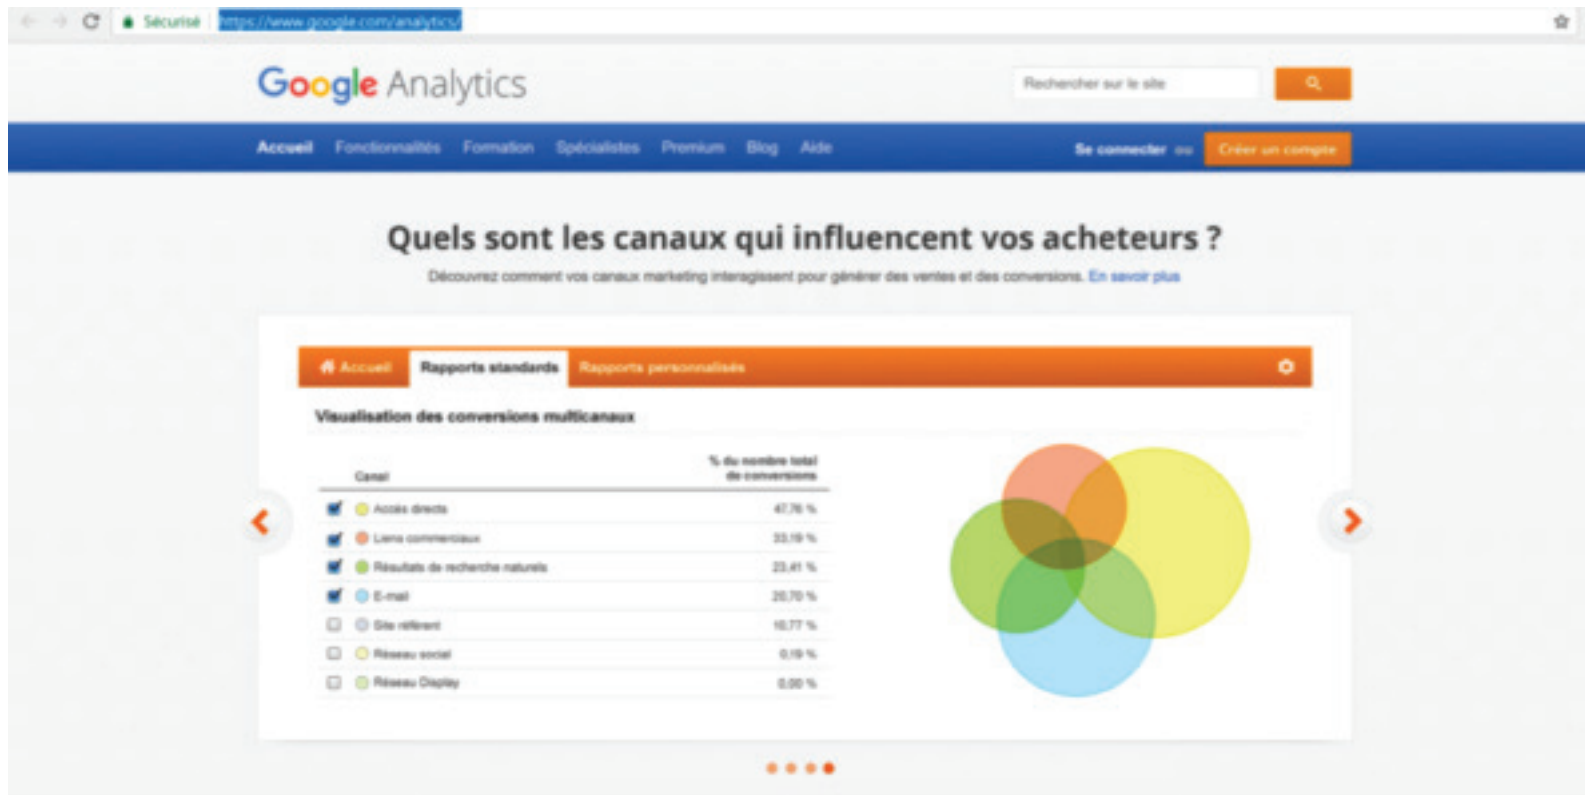 Sécurisé https://www.google.com/analytics/
Google Analytics
Rechercher sur le site
Accueil Fonctionnalités Formation Spécialistes Premium Blog Aide Se connecter ou Créer un compte
Quels sont les canaux qui influencent vos acheteurs ?
Découvrez comment vos canaux marketing interagissent pour générer des ventes et des conversions. En savoir plus
Accueil Rapports standards Rapports personnalisés
Visualisation des conversions multicanaux
% du nombre total
Canal de conversions
Accès directs 47,76 %
Liens commerciaux 33,19 %
Résultats de recherche naturels 23,41 %
E-mail 20,70 %
Site référent 10,77 %
Réseau social 0,19 %
Réseau Display 0,00 %